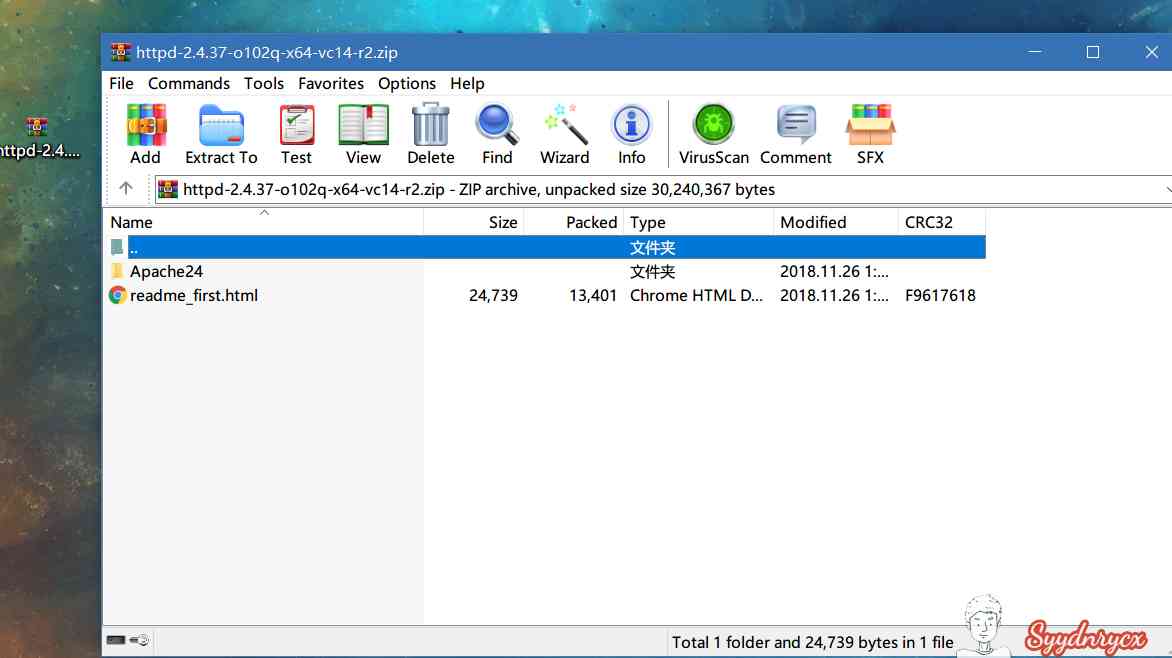 httpd-2.4.37-o102q-x64-vc14-r2.zip
File Commands Tools Favorites Options Help
ttpd-2.4....
Add Extract To Test View Delete Find Wizard Info VirusScan Comment SFX
httpd-2.4.37-o102q-x64-vc14-r2.zip - ZIP archive, unpacked size 30,240,367 bytes
Name Size Packed Type Modified CRC32
.. 文件夹
Apache24 文件夹 2018.11.26 1:...
readme_first.html 24,739 13,401 Chrome HTML D... 2018.11.26 1:... F9617618
Total 1 folder and 24,739 bytes in 1 file
Syydnrycx